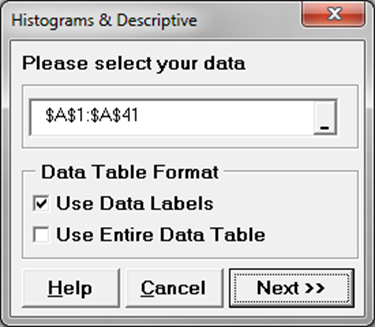 Histograms & Descriptive
Please select your data
$A$1:$A$41
Data Table Format
Use Data Labels
Use Entire Data Table
Help Cancel Next >>